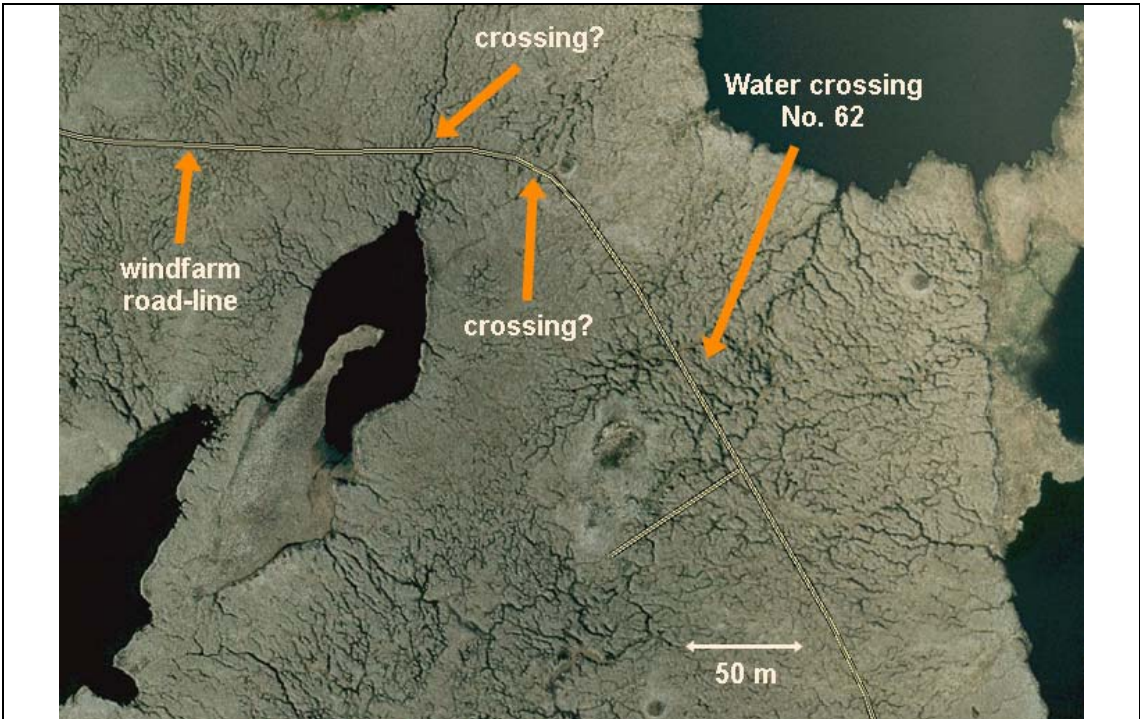 crossing?
Water crossing
No. 62
windfarm
road-line
crossing?
50 m